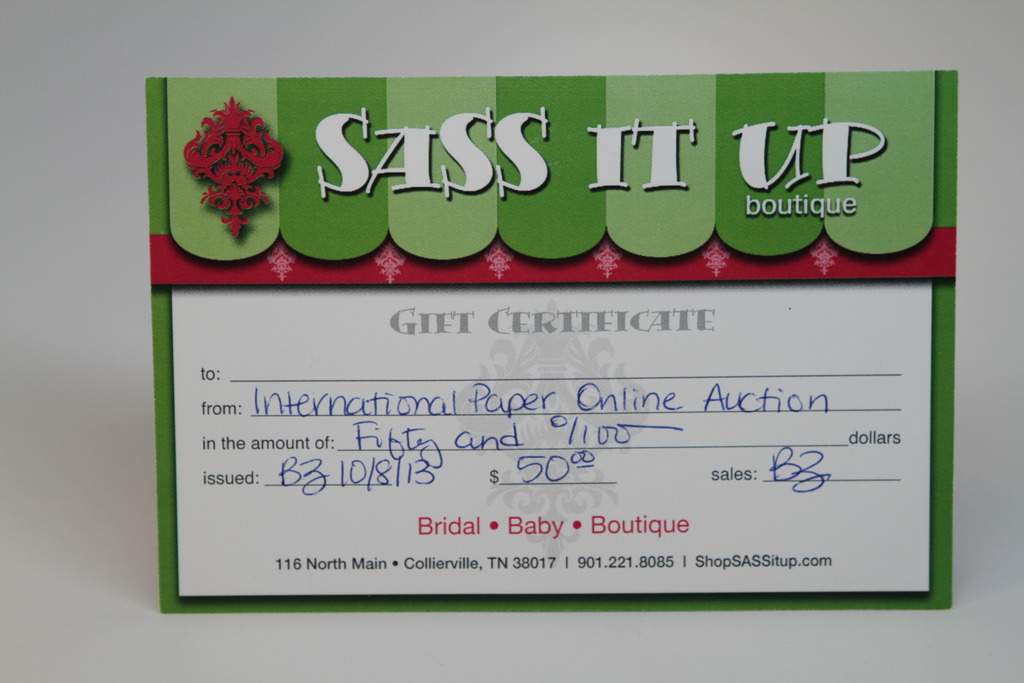 SASS IT UP
boutique
GIFT CERTIFICATE
to:
from: International Paper Online Auction
in the amount of: Fifty and 0/100 dollars
issued: BZ 10/8/13 $ 50.00 sales: BZ
Bridal • Baby • Boutique
116 North Main • Collierville, TN 38017 | 901.221.8085 | ShopSASSitup.com